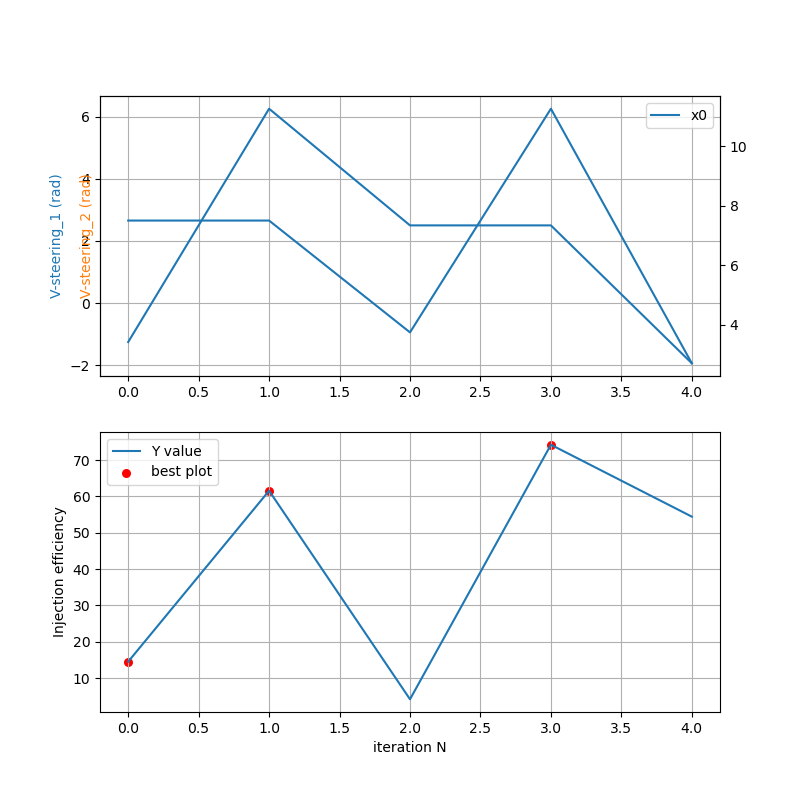 x0
6
4
2
0
−2
10
8
6
4
V-steering_1 (rad)
V-steering_2 (rad)
0.0 0.5 1.0 1.5 2.0 2.5 3.0 3.5 4.0
Y value
best plot
70
60
50
40
30
20
10
Injection efficiency
0.0 0.5 1.0 1.5 2.0 2.5 3.0 3.5 4.0
iteration N